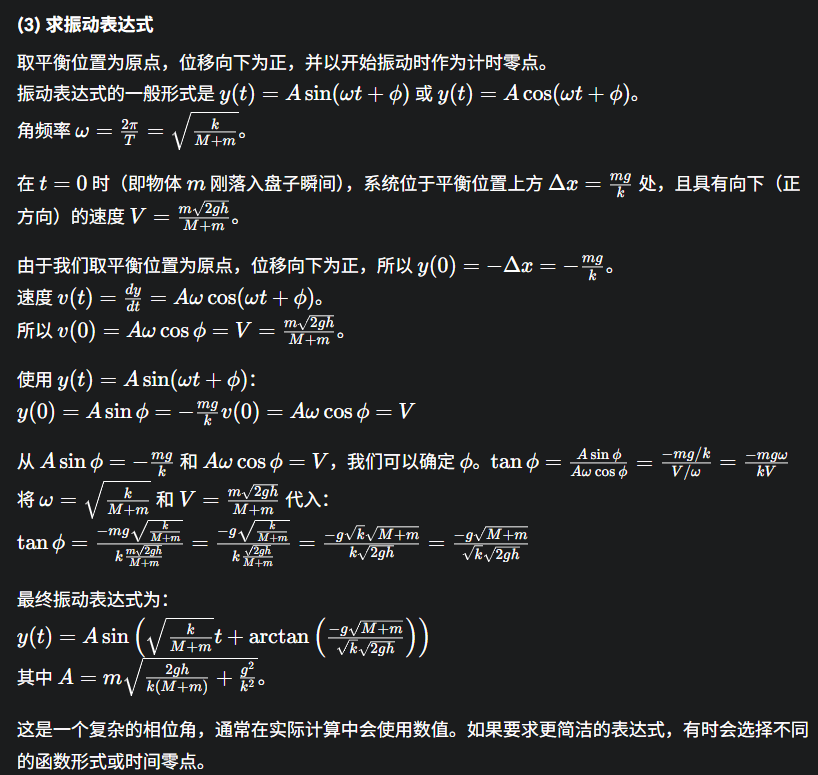 (3) 求振动表达式
取平衡位置为原点，位移向下为正，并以开始振动时作为计时零点。
振动表达式的一般形式是 $y(t) = A\sin(\omega t + \phi)$ 或 $y(t) = A\cos(\omega t + \phi)$。
角频率 $\omega = \frac{2\pi}{T} = \sqrt{\frac{k}{M+m}}$。
在 $t = 0$ 时（即物体 $m$ 刚落入盘子瞬间），系统位于平衡位置上方 $\Delta x = \frac{mg}{k}$ 处，且具有向下（正
方向）的速度 $V = \frac{m\sqrt{2gh}}{M+m}$。
由于我们取平衡位置为原点，位移向下为正，所以 $y(0) = -\Delta x = -\frac{mg}{k}$。
速度 $v(t) = \frac{dy}{dt} = A\omega\cos(\omega t + \phi)$。
所以 $v(0) = A\omega\cos\phi = V = \frac{m\sqrt{2gh}}{M+m}$。
使用 $y(t) = A\sin(\omega t + \phi)$：
$y(0) = A\sin\phi = -\frac{mg}{k}v(0) = A\omega\cos\phi = V$
从 $A\sin\phi = -\frac{mg}{k}$ 和 $A\omega\cos\phi = V$，我们可以确定 $\phi$。$\tan\phi = \frac{A\sin\phi}{A\omega\cos\phi} = \frac{-mg/k}{V/\omega} = \frac{-mg\omega}{kV}$
将 $\omega = \sqrt{\frac{k}{M+m}}$ 和 $V = \frac{m\sqrt{2gh}}{M+m}$ 代入：
$\tan\phi = \frac{-mg\sqrt{\frac{k}{M+m}}}{k\frac{m\sqrt{2gh}}{M+m}} = \frac{-g\sqrt{\frac{k}{M+m}}}{k\frac{\sqrt{2gh}}{M+m}} = \frac{-g\sqrt{k}\sqrt{M+m}}{k\sqrt{2gh}} = \frac{-g\sqrt{M+m}}{\sqrt{k}\sqrt{2gh}}$
最终振动表达式为：
$y(t) = A\sin\left(\sqrt{\frac{k}{M+m}}t + \arctan\left(\frac{-g\sqrt{M+m}}{\sqrt{k}\sqrt{2gh}}\right)\right)$
其中 $A = m\sqrt{\frac{2gh}{k(M+m)} + \frac{g^2}{k^2}}$。
这是一个复杂的相位角，通常在实际计算中会使用数值。如果要求更简洁的表达式，有时会选择不同
的函数形式或时间零点。